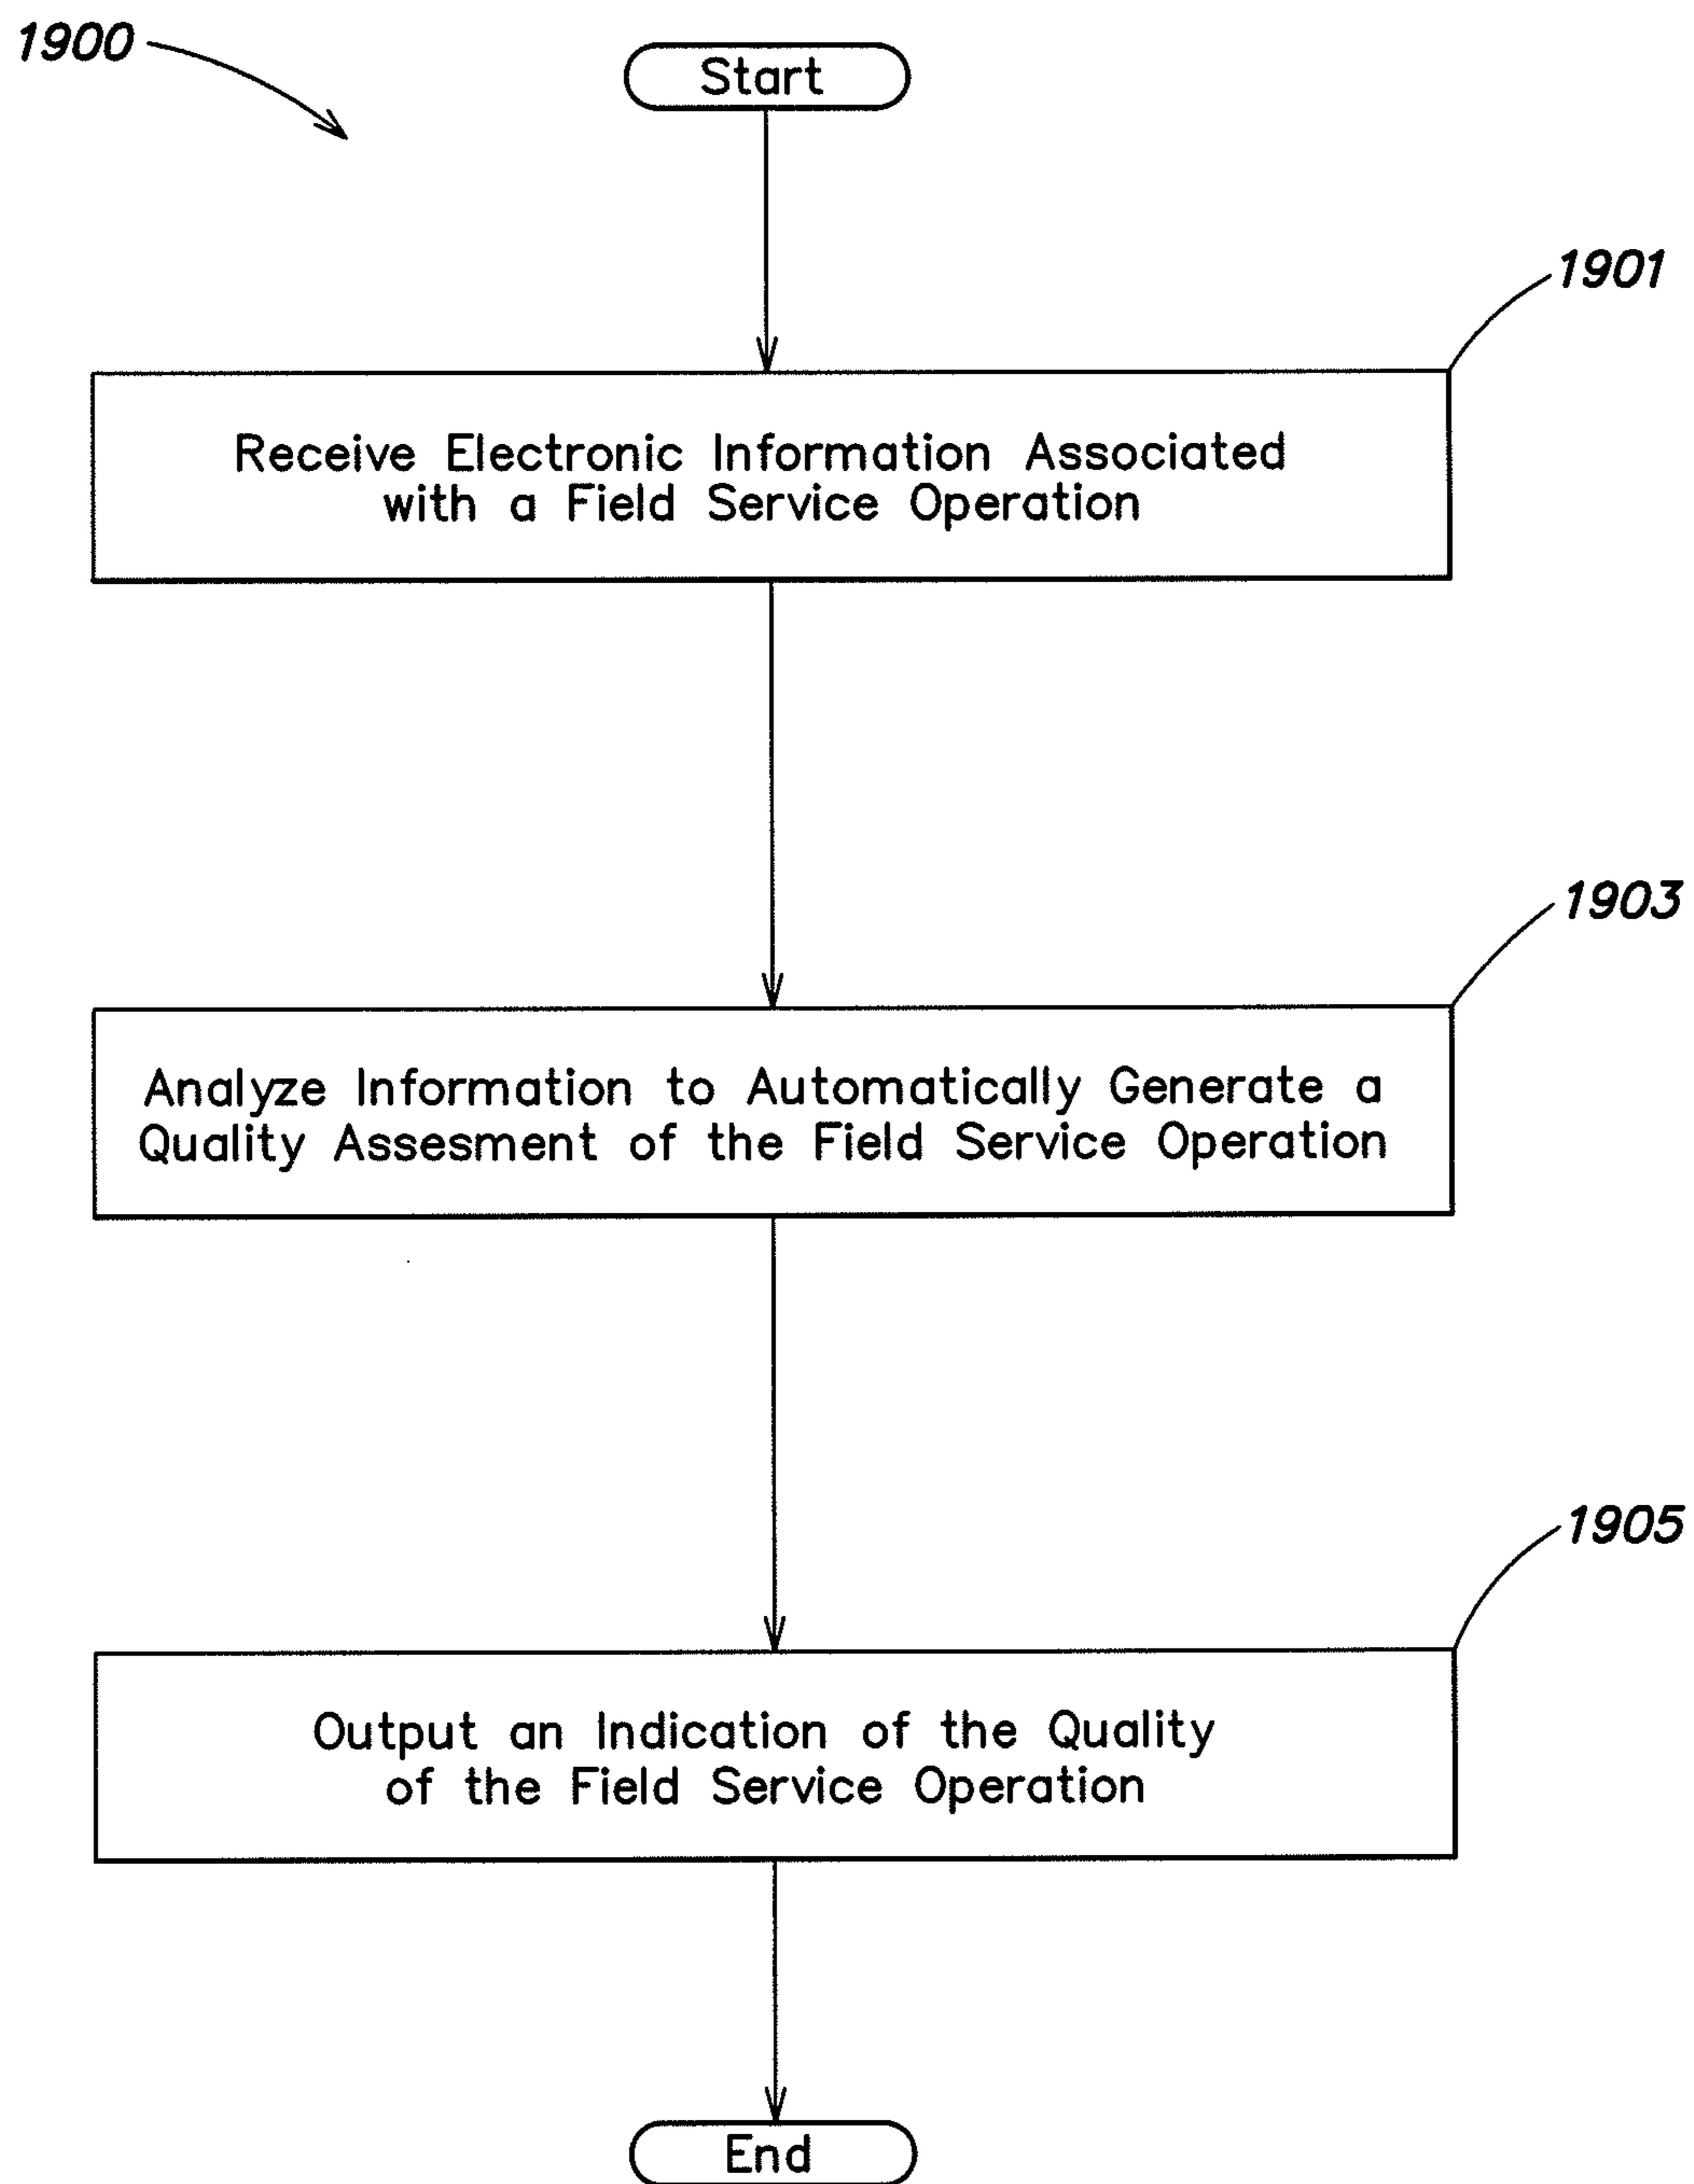 1900
Start
1901
Receive Electronic Information Associated
with a Field Service Operation
1903
Analyze Information to Automatically Generate a
Quality Assesment of the Field Service Operation
1905
Output an Indication of the Quality
of the Field Service Operation
End